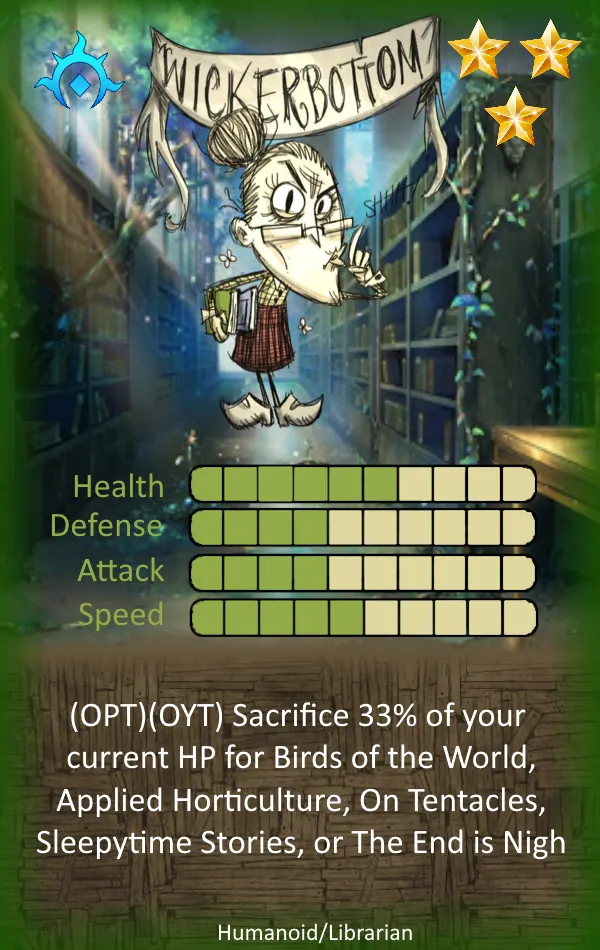 WICKERBOTTOM
SHHH!
Health
Defense
Attack
Speed
(OPT)(OYT) Sacrifice 33% of your
current HP for Birds of the World,
Applied Horticulture, On Tentacles,
Sleepytime Stories, or The End is Nigh
Humanoid/Librarian